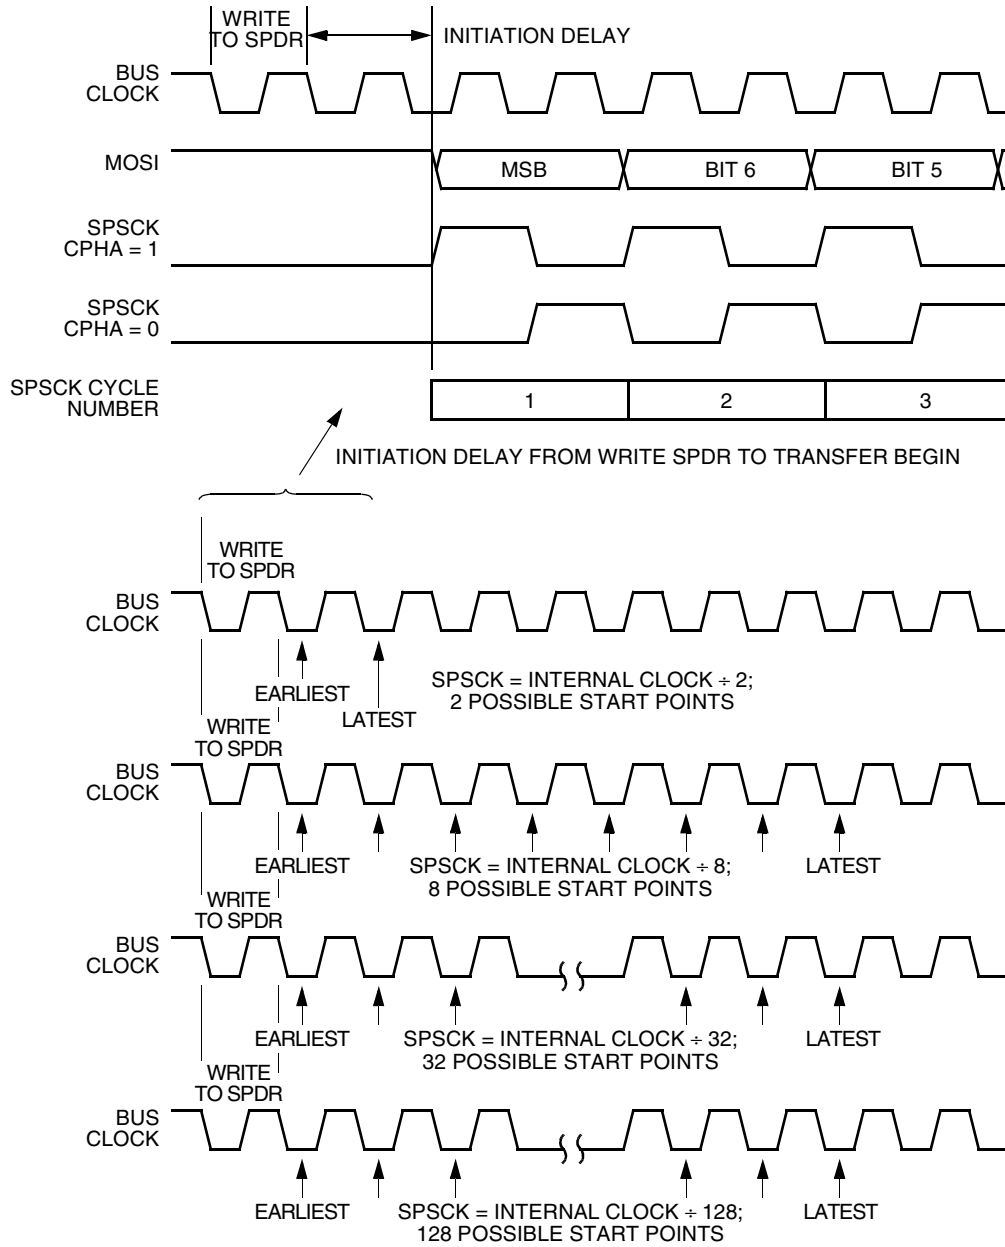 WRITE
TO SPDR
INITIATION DELAY
BUS
CLOCK
MOSI
MSB
BIT 6
BIT 5
SPSCK
CPHA = 1
SPSCK
CPHA = 0
SPSCK CYCLE
NUMBER
1
2
3
INITIATION DELAY FROM WRITE SPDR TO TRANSFER BEGIN
WRITE
TO SPDR
BUS
CLOCK
EARLIEST
LATEST
SPSCK = INTERNAL CLOCK ÷ 2;
2 POSSIBLE START POINTS
WRITE
TO SPDR
BUS
CLOCK
EARLIEST
SPSCK = INTERNAL CLOCK ÷ 8;
8 POSSIBLE START POINTS
LATEST
WRITE
TO SPDR
BUS
CLOCK
EARLIEST
SPSCK = INTERNAL CLOCK ÷ 32;
32 POSSIBLE START POINTS
LATEST
WRITE
TO SPDR
BUS
CLOCK
EARLIEST
SPSCK = INTERNAL CLOCK ÷ 128;
128 POSSIBLE START POINTS
LATEST